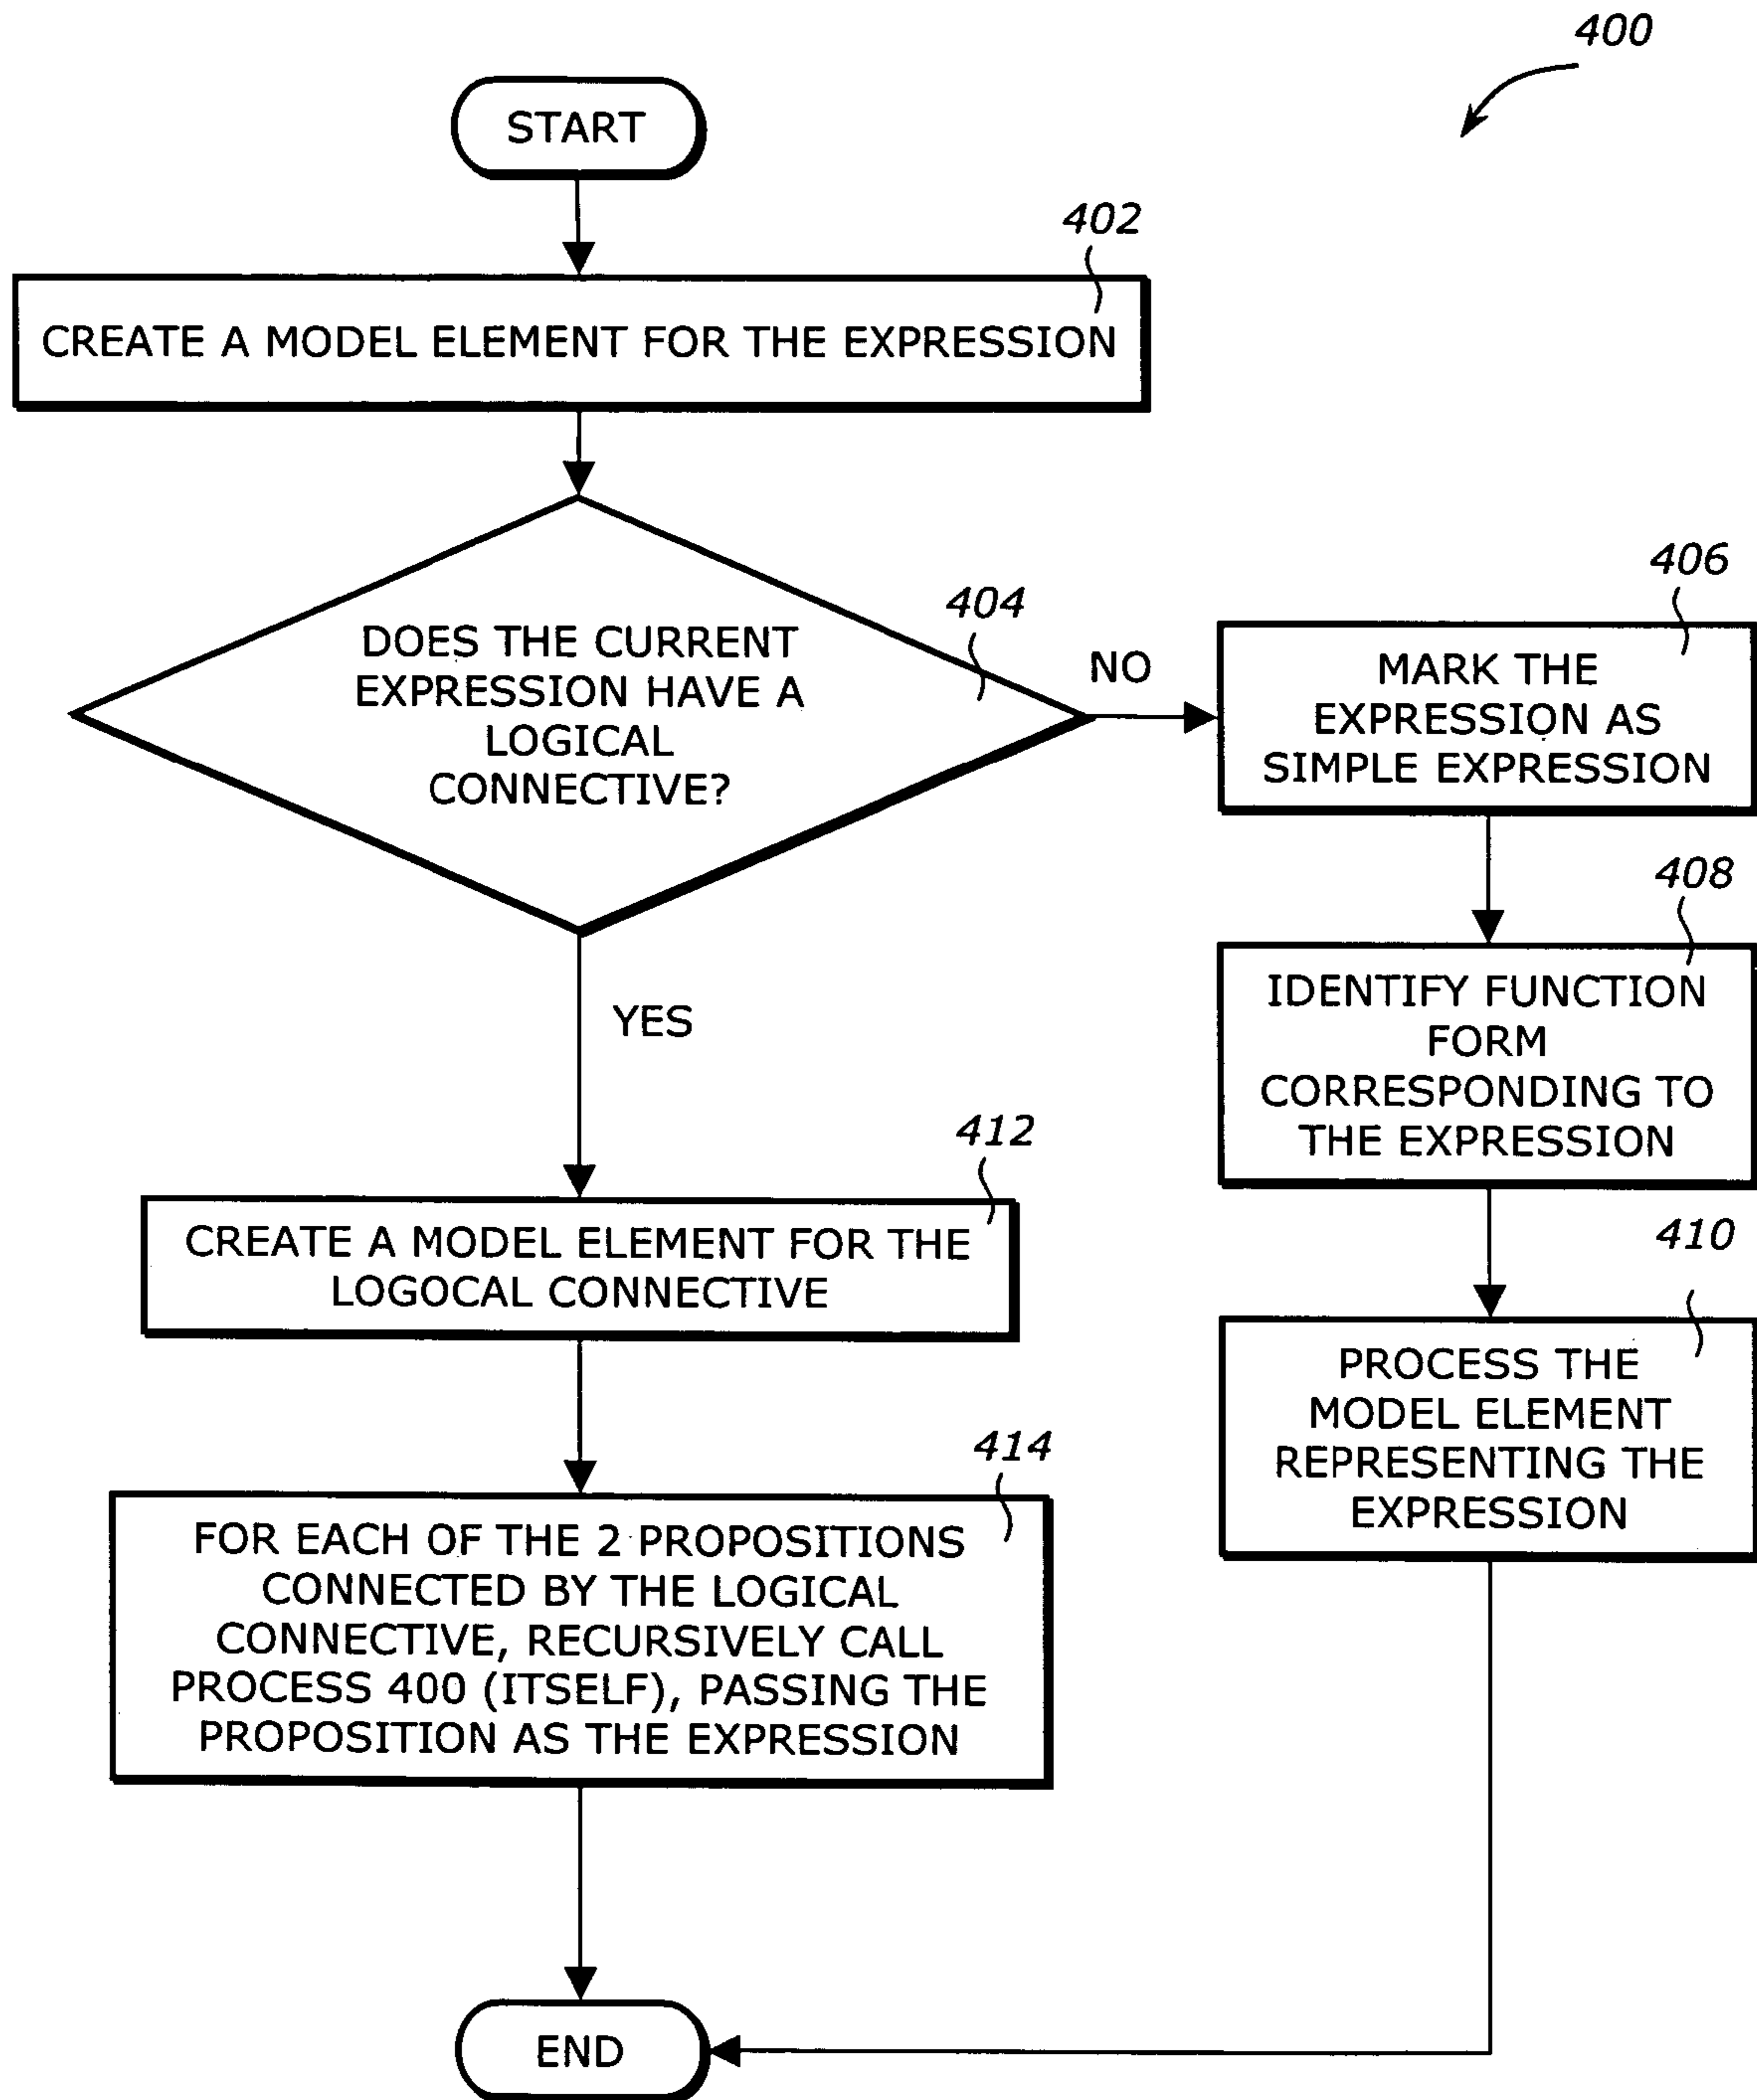 400
START
402
CREATE A MODEL ELEMENT FOR THE EXPRESSION
404
DOES THE CURRENT
EXPRESSION HAVE A
LOGICAL
CONNECTIVE?
NO
406
MARK THE
EXPRESSION AS
SIMPLE EXPRESSION
408
IDENTIFY FUNCTION
FORM
CORRESPONDING TO
THE EXPRESSION
410
PROCESS THE
MODEL ELEMENT
REPRESENTING THE
EXPRESSION
YES
412
CREATE A MODEL ELEMENT FOR THE
LOGOCAL CONNECTIVE
414
FOR EACH OF THE 2 PROPOSITIONS
CONNECTED BY THE LOGICAL
CONNECTIVE, RECURSIVELY CALL
PROCESS 400 (ITSELF), PASSING THE
PROPOSITION AS THE EXPRESSION
END